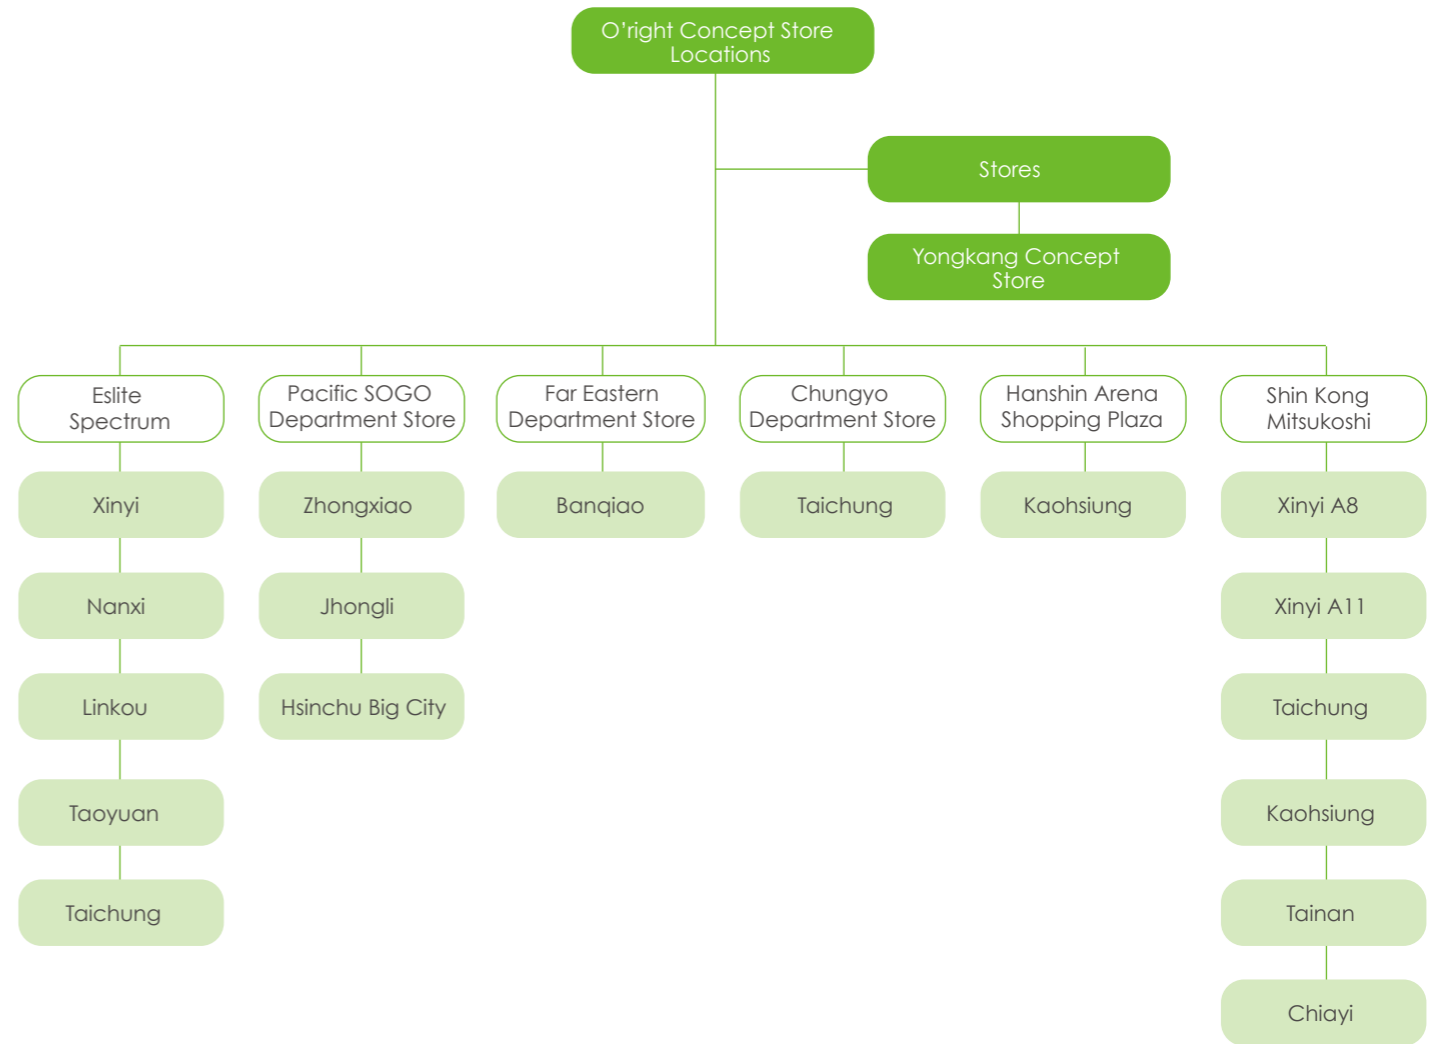 O’right Concept Store
Locations
Stores
Yongkang Concept
Store
Eslite
Spectrum
Pacific SOGO
Department Store
Far Eastern
Department Store
Chungyo
Department Store
Hanshin Arena
Shopping Plaza
Shin Kong
Mitsukoshi
Xinyi
Zhongxiao
Banqiao
Taichung
Kaohsiung
Xinyi A8
Nanxi
Jhongli
Xinyi A11
Linkou
Hsinchu Big City
Taichung
Taoyuan
Kaohsiung
Taichung
Tainan
Chiayi